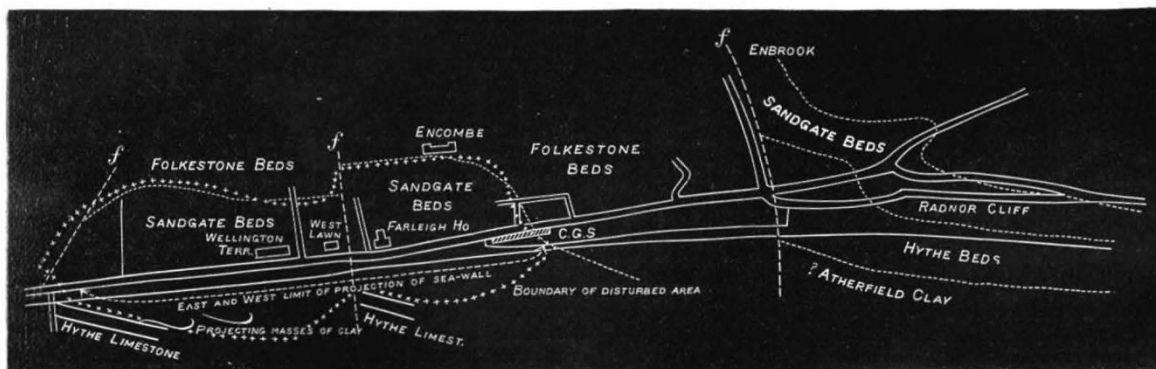 f
ENBROOK
SANDGATE BEDS
ENCOMBE
f
f
FOLKESTONE BEDS
FOLKESTONE
BEDS
SANDGATE
BEDS
SANDGATE BEDS
WEST
LAWN
FARLEIGH HO
WELLINGTON
TERR.
C.G.S
RADNOR CLIFF
HYTHE BEDS
? ATHERFIELD CLAY
EAST AND WEST LIMIT OF PROJECTION OF SEA-WALL
BOUNDARY OF DISTURBED AREA
PROJECTING MASSES OF CLAY
HYTHE LIMEST.
HYTHE LIMESTONE